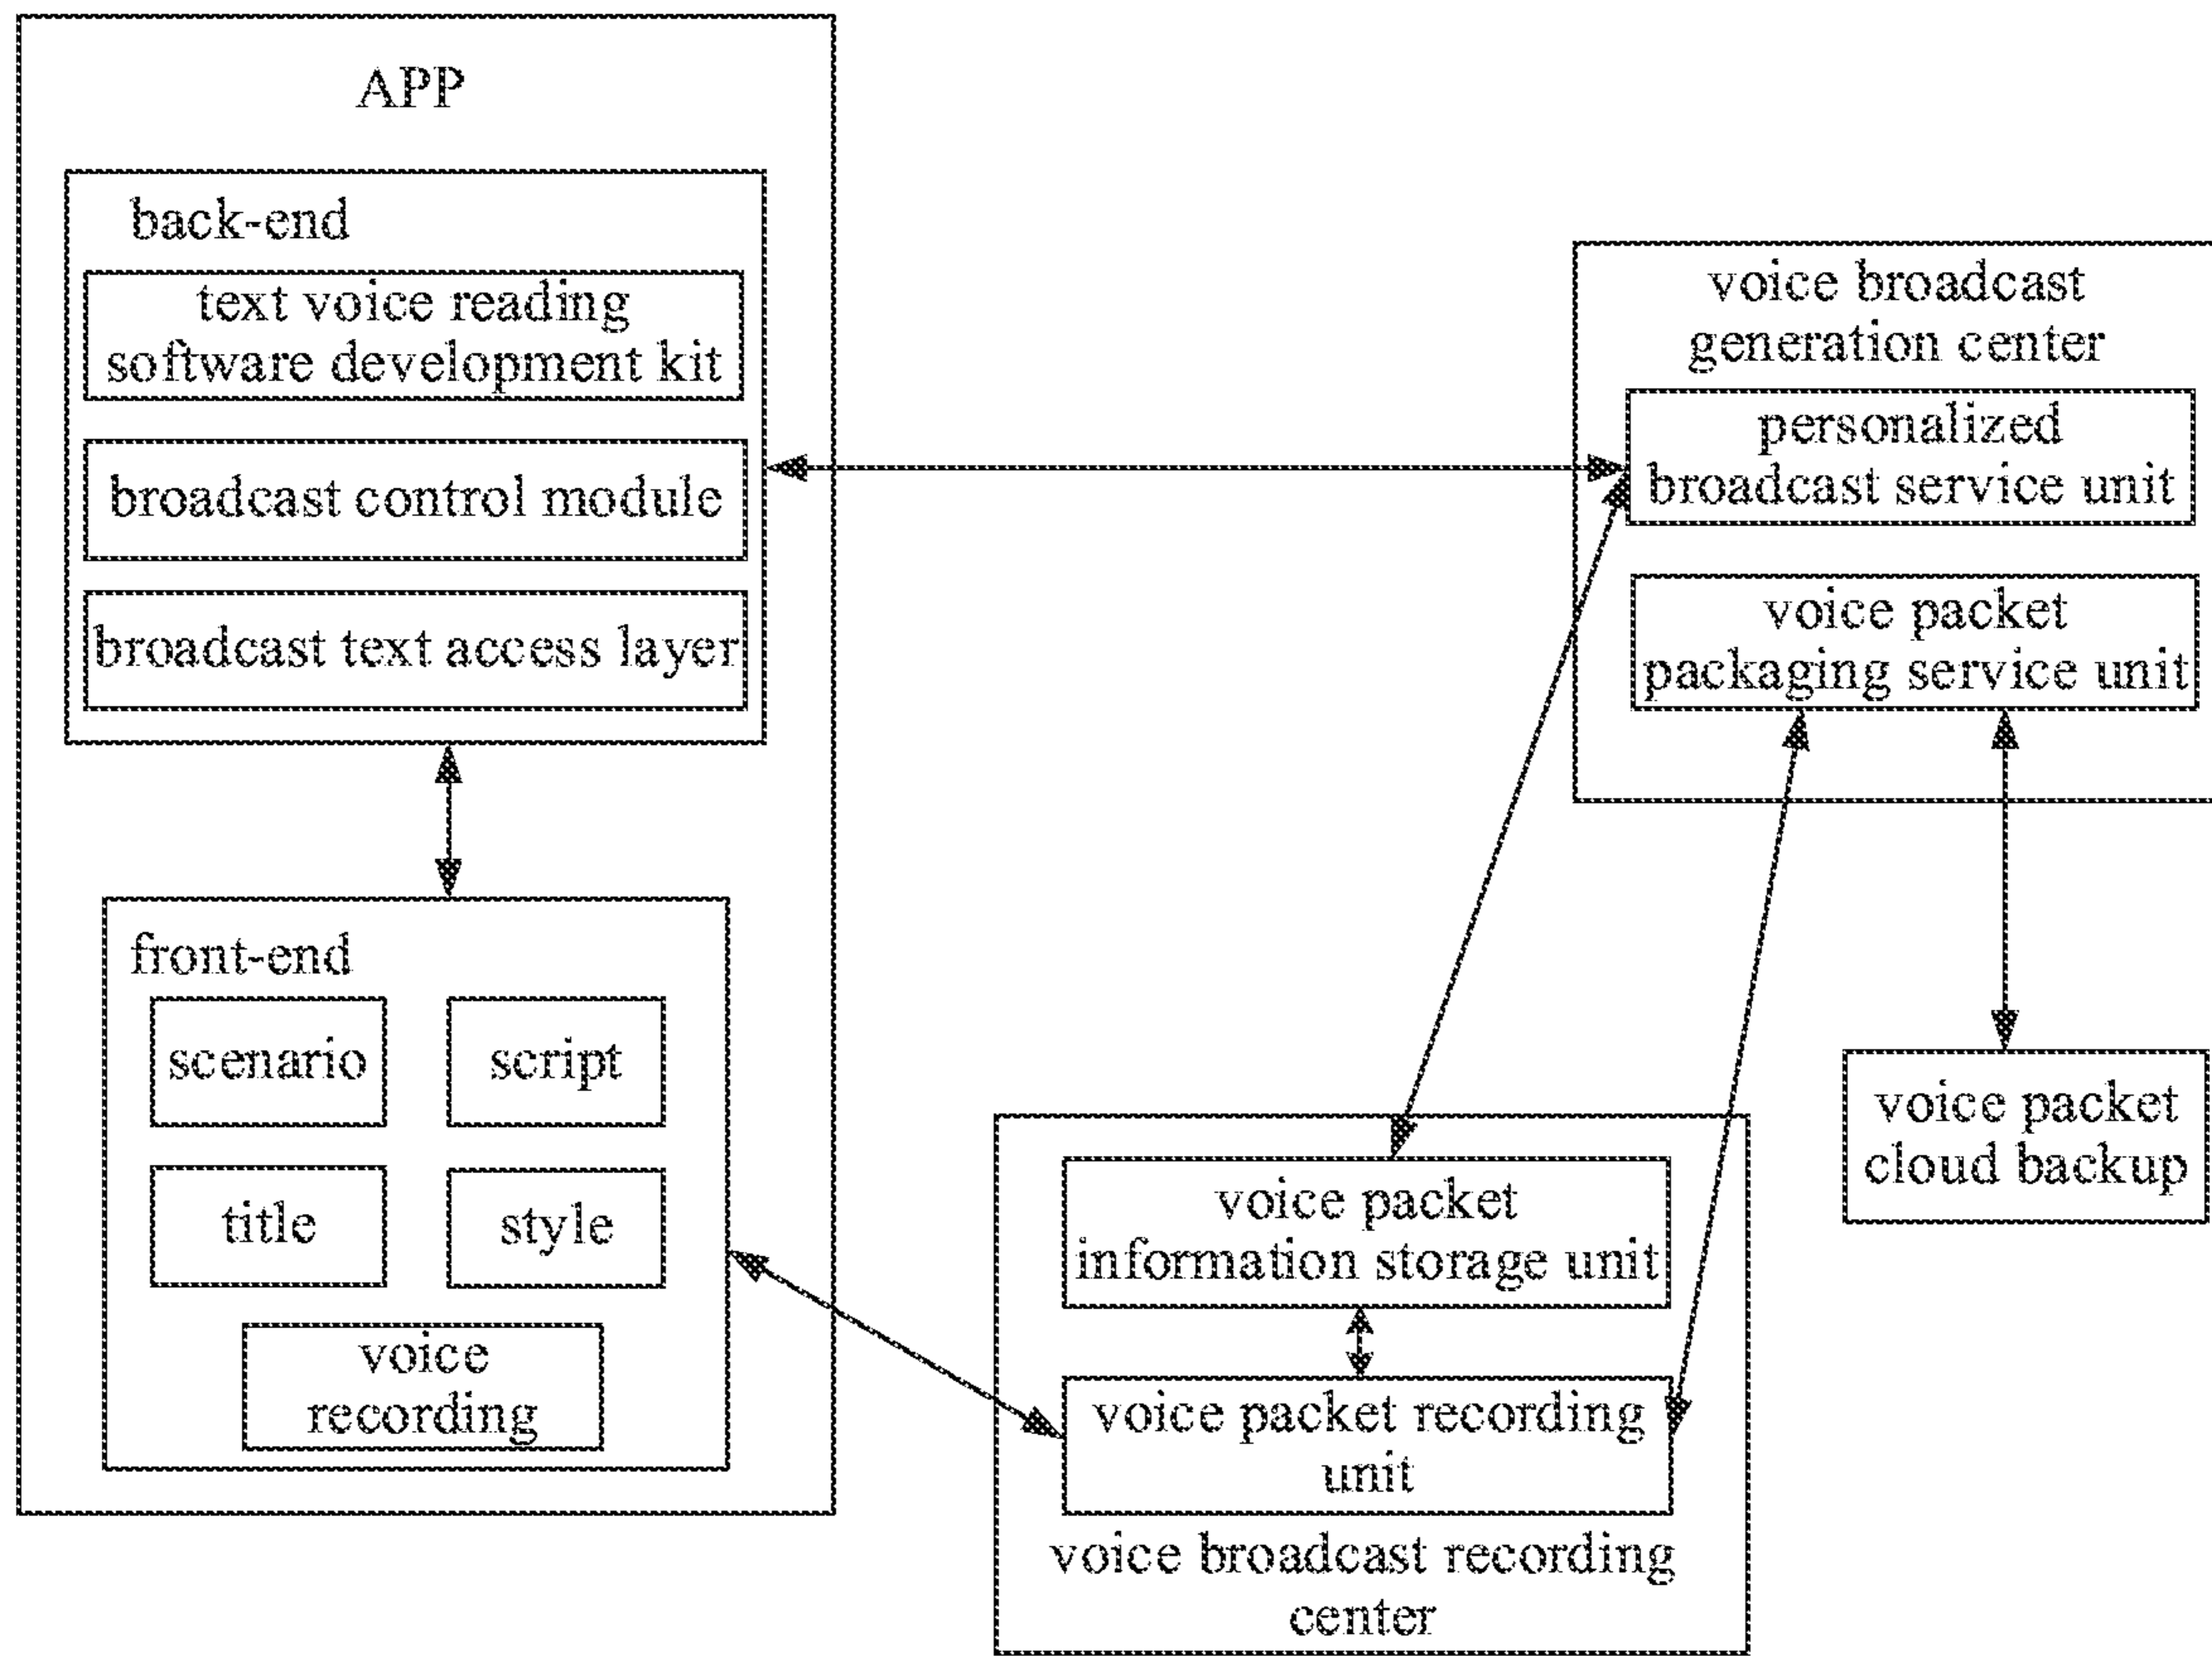 APP
back-end
text voice reading
software development kit
broadcast control module
broadcast text access layer
front-end
scenario
script
title
style
voice
recording
voice broadcast
generation center
personalized
broadcast service unit
voice packet
packaging service unit
voice packet
cloud backup
voice packet
information storage unit
voice packet recording
unit
voice broadcast recording
center